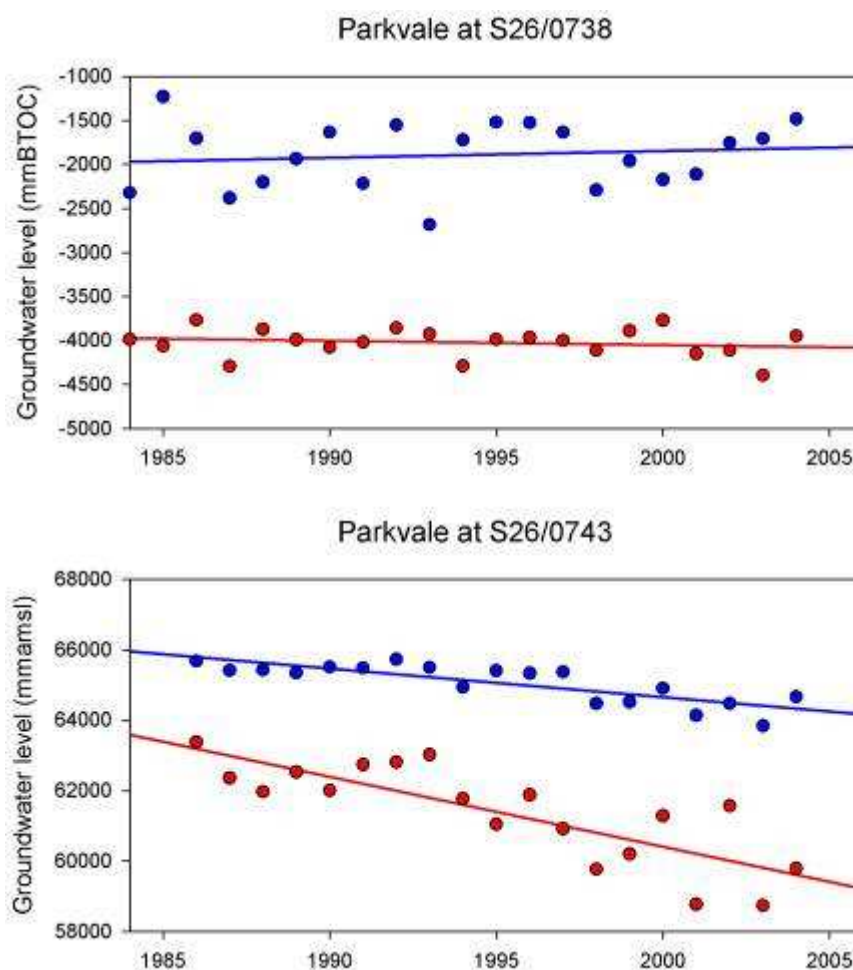 Parkvale at S26/0738
Groundwater level (mmBTOC)
-1000
-1500
-2000
-2500
-3000
-3500
-4000
-4500
-5000
1985 1990 1995 2000 2005
Parkvale at S26/0743
Groundwater level (mmamsl)
68000
66000
64000
62000
60000
58000
1985 1990 1995 2000 2005